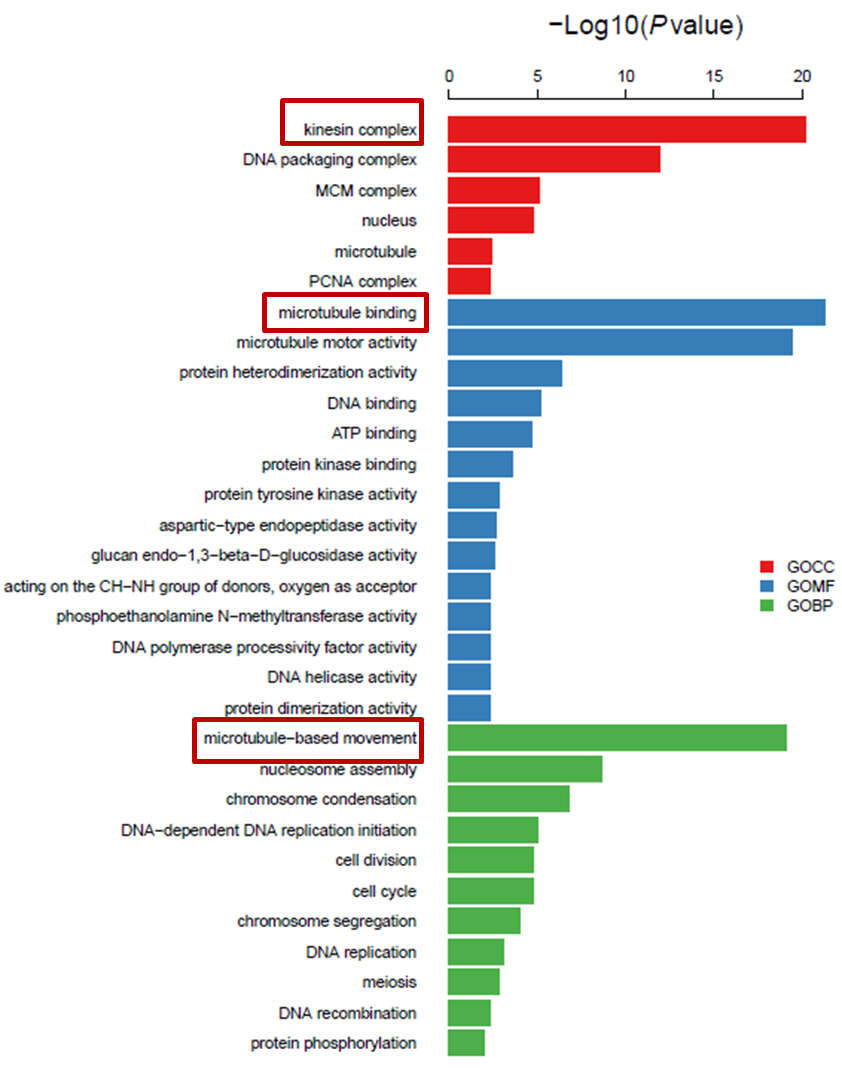 −Log10(Pvalue)
0 5 10 15 20
kinesin complex
DNA packaging complex
MCM complex
nucleus
microtubule
PCNA complex
microtubule binding
microtubule motor activity
protein heterodimerization activity
DNA binding
ATP binding
protein kinase binding
protein tyrosine kinase activity
aspartic−type endopeptidase activity
glucan endo−1,3−beta−D−glucosidase activity
acting on the CH−NH group of donors, oxygen as acceptor
phosphoethanolamine N−methyltransferase activity
DNA polymerase processivity factor activity
DNA helicase activity
protein dimerization activity
microtubule−based movement
nucleosome assembly
chromosome condensation
DNA−dependent DNA replication initiation
cell division
cell cycle
chromosome segregation
DNA replication
meiosis
DNA recombination
protein phosphorylation
GOCC
GOMF
GOBP